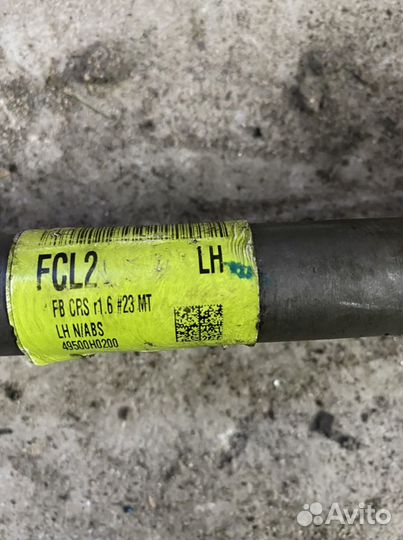 FCL2 LH
FB CRS r1.6 #23 MT
LH N/ABS
49500H0200
Avito